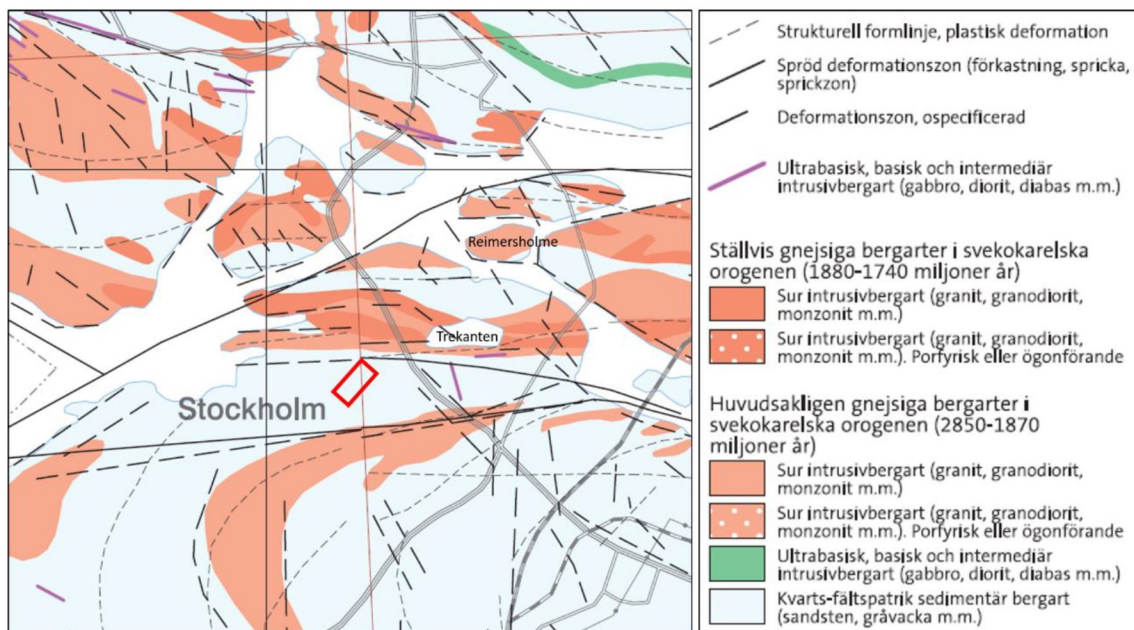 Reimersholme
Trekanten
Stockholm
Strukturell formlinje, plastisk deformation
Spröd deformationszon (förkastning, spricka,
sprickzon)
Deformationszon, ospecificerad
Ultrabasisk, basisk och intermediär
intrusivbergart (gabbro, diorit, diabas m.m.)
Ställvis gnejsiga bergarter i svekokarelska
orogenen (1880-1740 miljoner år)
Sur intrusivbergart (granit, granodiorit,
monzonit m.m.)
Sur intrusivbergart (granit, granodiorit,
monzonit m.m.). Porfyrisk eller ögonförande
Huvudsakligen gnejsiga bergarter i
svekokarelska orogenen (2850-1870
miljoner år)
Sur intrusivbergart (granit, granodiorit,
monzonit m.m.)
Sur intrusivbergart (granit, granodiorit,
monzonit m.m.). Porfyrisk eller ögonförande
Ultrabasisk, basisk och intermediär
intrusivbergart (gabbro, diorit, diabas m.m.)
Kvarts-fältspatrik sedimentär bergart
(sandsten, gråvacka m.m.)